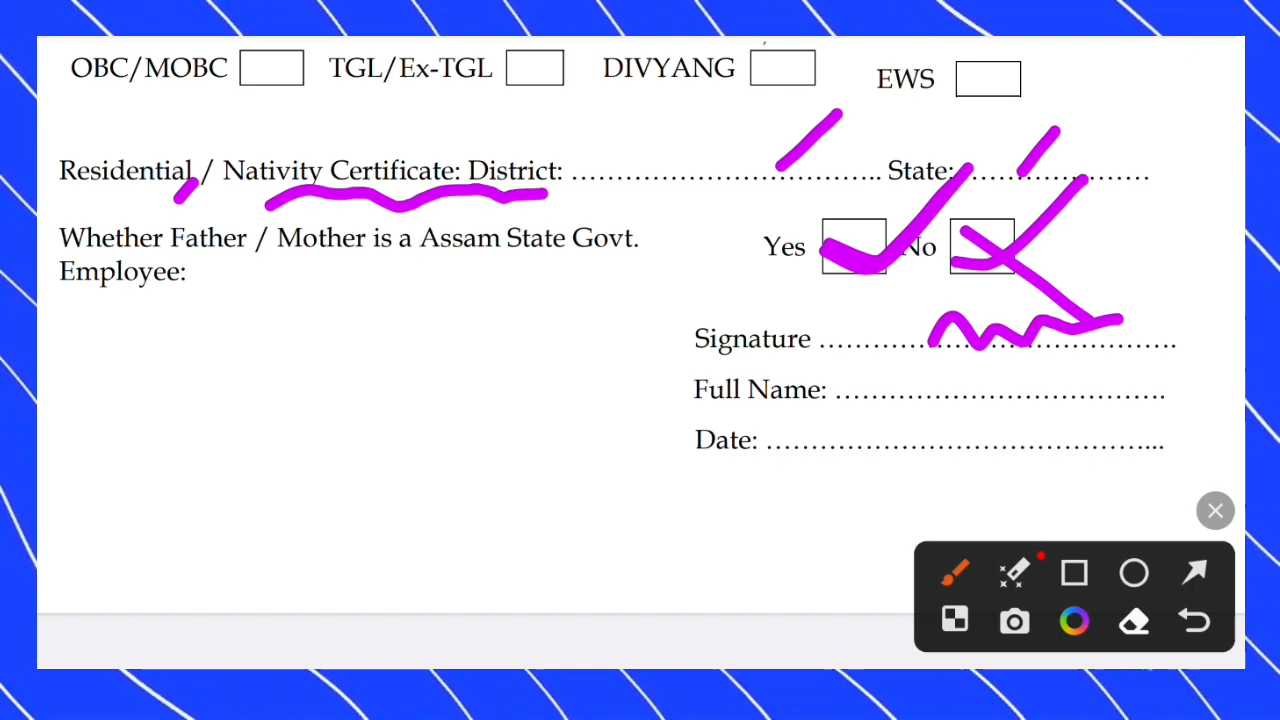 OBC/MOBC TGL/Ex-TGL DIVYANG EWS
Residential / Nativity Certificate: District: ……………………………….. State:…………………
Whether Father / Mother is a Assam State Govt. Yes No
Employee:
Signature ………………………………….
Full Name: ……………………………….
Date: ……………………………………...